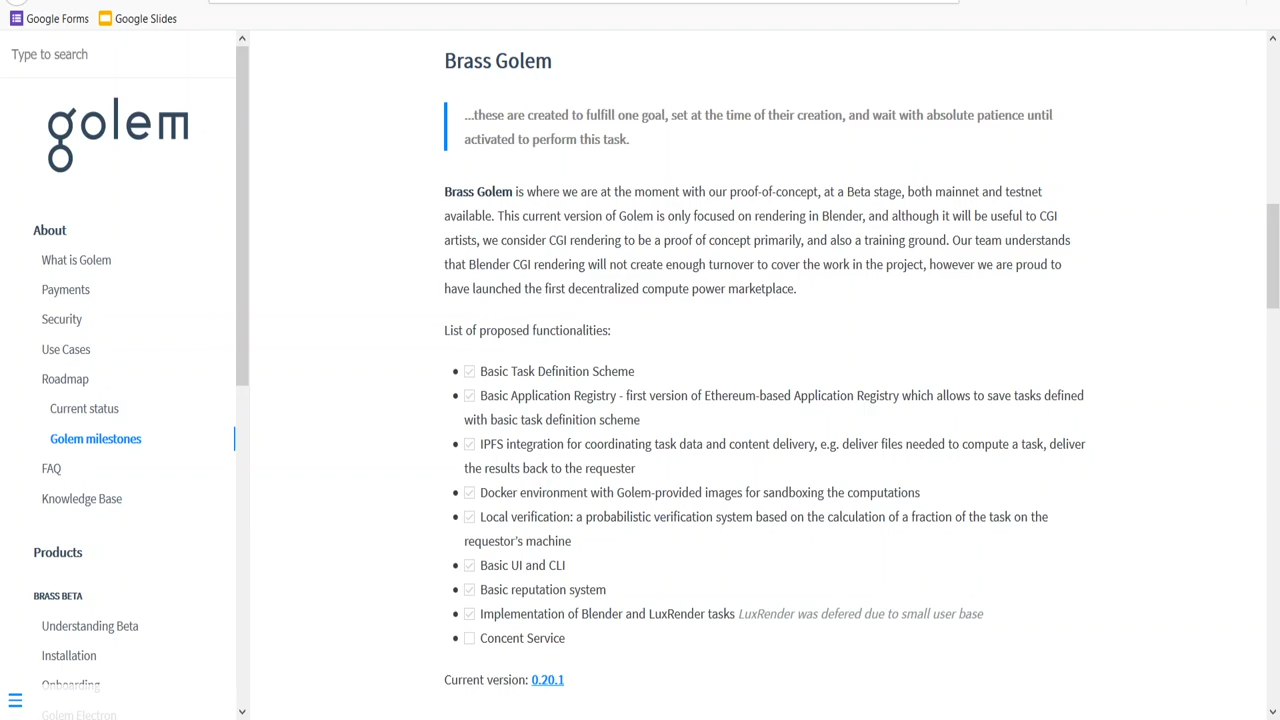 Google Forms
Google Slides
Type to search
golem
About
What is Golem
Payments
Security
Use Cases
Roadmap
Current status
Golem milestones
FAQ
Knowledge Base
Products
BRASS BETA
Understanding Beta
Installation
Onboarding
Golem Electron
Brass Golem
...these are created to fulfill one goal, set at the time of their creation, and wait with absolute patience until
activated to perform this task.
Brass Golem is where we are at the moment with our proof-of-concept, at a Beta stage, both mainnet and testnet
available. This current version of Golem is only focused on rendering in Blender, and although it will be useful to CGI
artists, we consider CGI rendering to be a proof of concept primarily, and also a training ground. Our team understands
that Blender CGI rendering will not create enough turnover to cover the work in the project, however we are proud to
have launched the first decentralized compute power marketplace.
List of proposed functionalities:
Basic Task Definition Scheme
Basic Application Registry - first version of Ethereum-based Application Registry which allows to save tasks defined
with basic task definition scheme
IPFS integration for coordinating task data and content delivery, e.g. deliver files needed to compute a task, deliver
the results back to the requester
Docker environment with Golem-provided images for sandboxing the computations
Local verification: a probabilistic verification system based on the calculation of a fraction of the task on the
requestor's machine
Basic UI and CLI
Basic reputation system
Implementation of Blender and LuxRender tasks LuxRender was defered due to small user base
Concent Service
Current version: 0.20.1